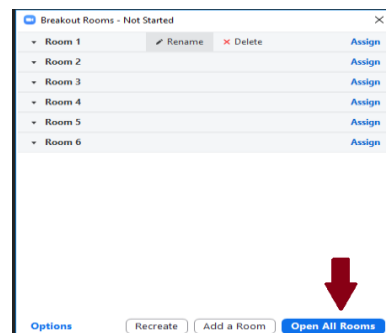 Breakout Rooms - Not Started
Room 1 Rename × Delete Assign
Room 2 Assign
Room 3 Assign
Room 4 Assign
Room 5 Assign
Room 6 Assign
Options Recreate Add a Room Open All Rooms